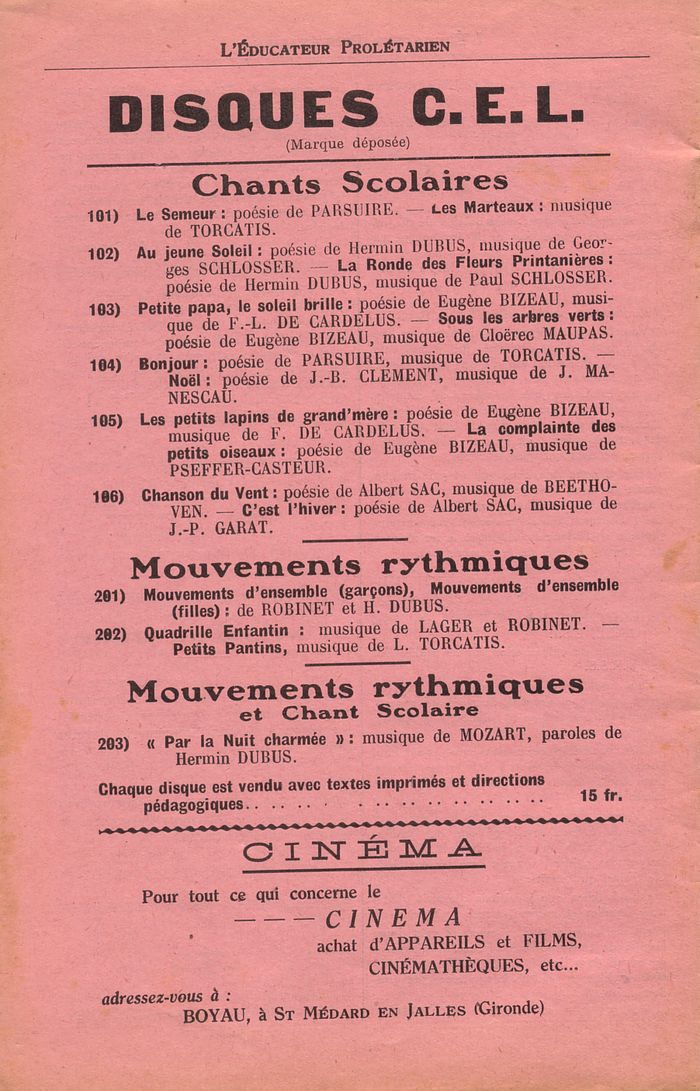 L'Éducateur Prolétarien
DISQUES C.E.L.
(Marque déposée)
Chants Scolaires
101) Le Semeur : poésie de PARSUIRE. — Les Marteaux : musique
de TORCATIS.
102) Au jeune Soleil : poésie de Hermin DUBUS, musique de Geor-
ges SCHLOSSER. — La Ronde des Fleurs Printanières :
poésie de Hermin DUBUS, musique de Paul SCHLOSSER.
103) Petite papa, le soleil brille : poésie de Eugène BIZEAU, musi-
que de F.-L. DE CARDELUS. — Sous les arbres verts :
poésie de Eugène BIZEAU, musique de Cloërec MAUPAS.
104) Bonjour : poésie de PARSUIRE, musique de TORCATIS. —
Noël : poésie de J.-B. CLEMENT, musique de J. MA-
NESCAU.
105) Les petits lapins de grand'mère : poésie de Eugène BIZEAU,
musique de F. DE CARDELUS. — La complainte des
petits oiseaux : poésie de Eugène BIZEAU, musique de
PSEFFER-CASTEUR.
106) Chanson du Vent : poésie de Albert SAC, musique de BEETHO-
VEN. — C'est l'hiver : poésie de Albert SAC, musique de
J.-P. GARAT.
Mouvements rythmiques
201) Mouvements d'ensemble (garçons), Mouvements d'ensemble
(filles) : de ROBINET et H. DUBUS.
202) Quadrille Enfantin : musique de LAGER et ROBINET. —
Petits Pantins, musique de L. TORCATIS.
Mouvements rythmiques
et Chant Scolaire
203) « Par la Nuit charmée » : musique de MOZART, paroles de
Hermin DUBUS.
Chaque disque est vendu avec textes imprimés et directions
pédagogiques.. .. .. . .. .. .. .. .. .. .. 15 fr.
CINÉMA
Pour tout ce qui concerne le
— — — CINEMA
achat d'APPAREILS et FILMS,
CINÉMATHÈQUES, etc...
adressez-vous à :
BOYAU, à St Médard en Jalles (Gironde)